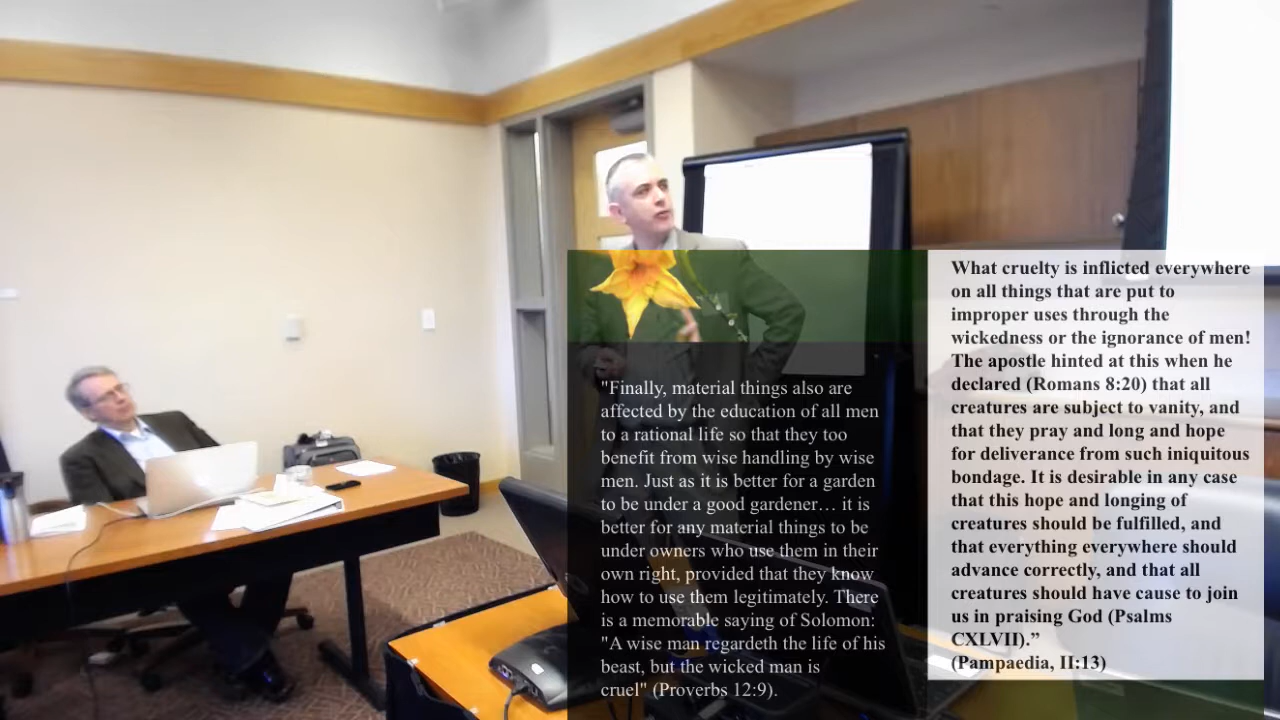 "Finally, material things also are
affected by the education of all men
to a rational life so that they too
benefit from wise handling by wise
men. Just as it is better for a garden
to be under a good gardener… it is
better for any material things to be
under owners who use them in their
own right, provided that they know
how to use them legitimately. There
is a memorable saying of Solomon:
"A wise man regardeth the life of his
beast, but the wicked man is
cruel" (Proverbs 12:9).
What cruelty is inflicted everywhere
on all things that are put to
improper uses through the
wickedness or the ignorance of men!
The apostle hinted at this when he
declared (Romans 8:20) that all
creatures are subject to vanity, and
that they pray and long and hope
for deliverance from such iniquitous
bondage. It is desirable in any case
that this hope and longing of
creatures should be fulfilled, and
that everything everywhere should
advance correctly, and that all
creatures should have cause to join
us in praising God (Psalms
CXLVII).”
(Pampaedia, II:13)